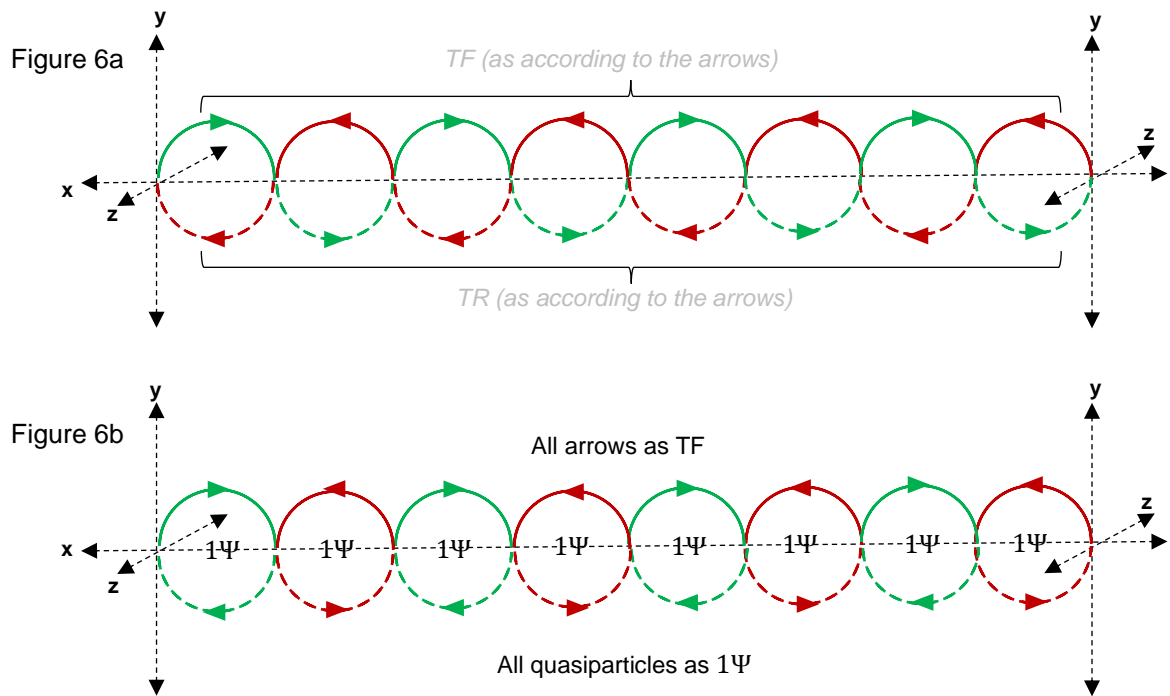 y
y
Figure 6a
TF (as according to the arrows)
z
x
z
TR (as according to the arrows)
y
y
Figure 6b
All arrows as TF
z
x
1Ψ 1Ψ 1Ψ 1Ψ 1Ψ 1Ψ 1Ψ 1Ψ
z
All quasiparticles as 1Ψ